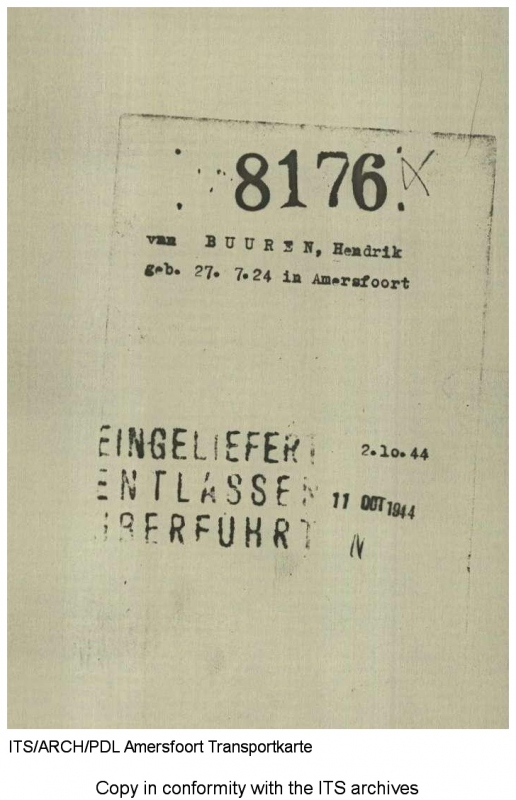 8176.
van BUUREN, Hendrik
geb. 27. 7.24 in Amersfoort
EINGELIEFERT 2.10.44
ENTLASSEN 11 OCT 1944
ÜBERFÜHRT N
ITS/ARCH/PDL Amersfoort Transportkarte
Copy in conformity with the ITS archives